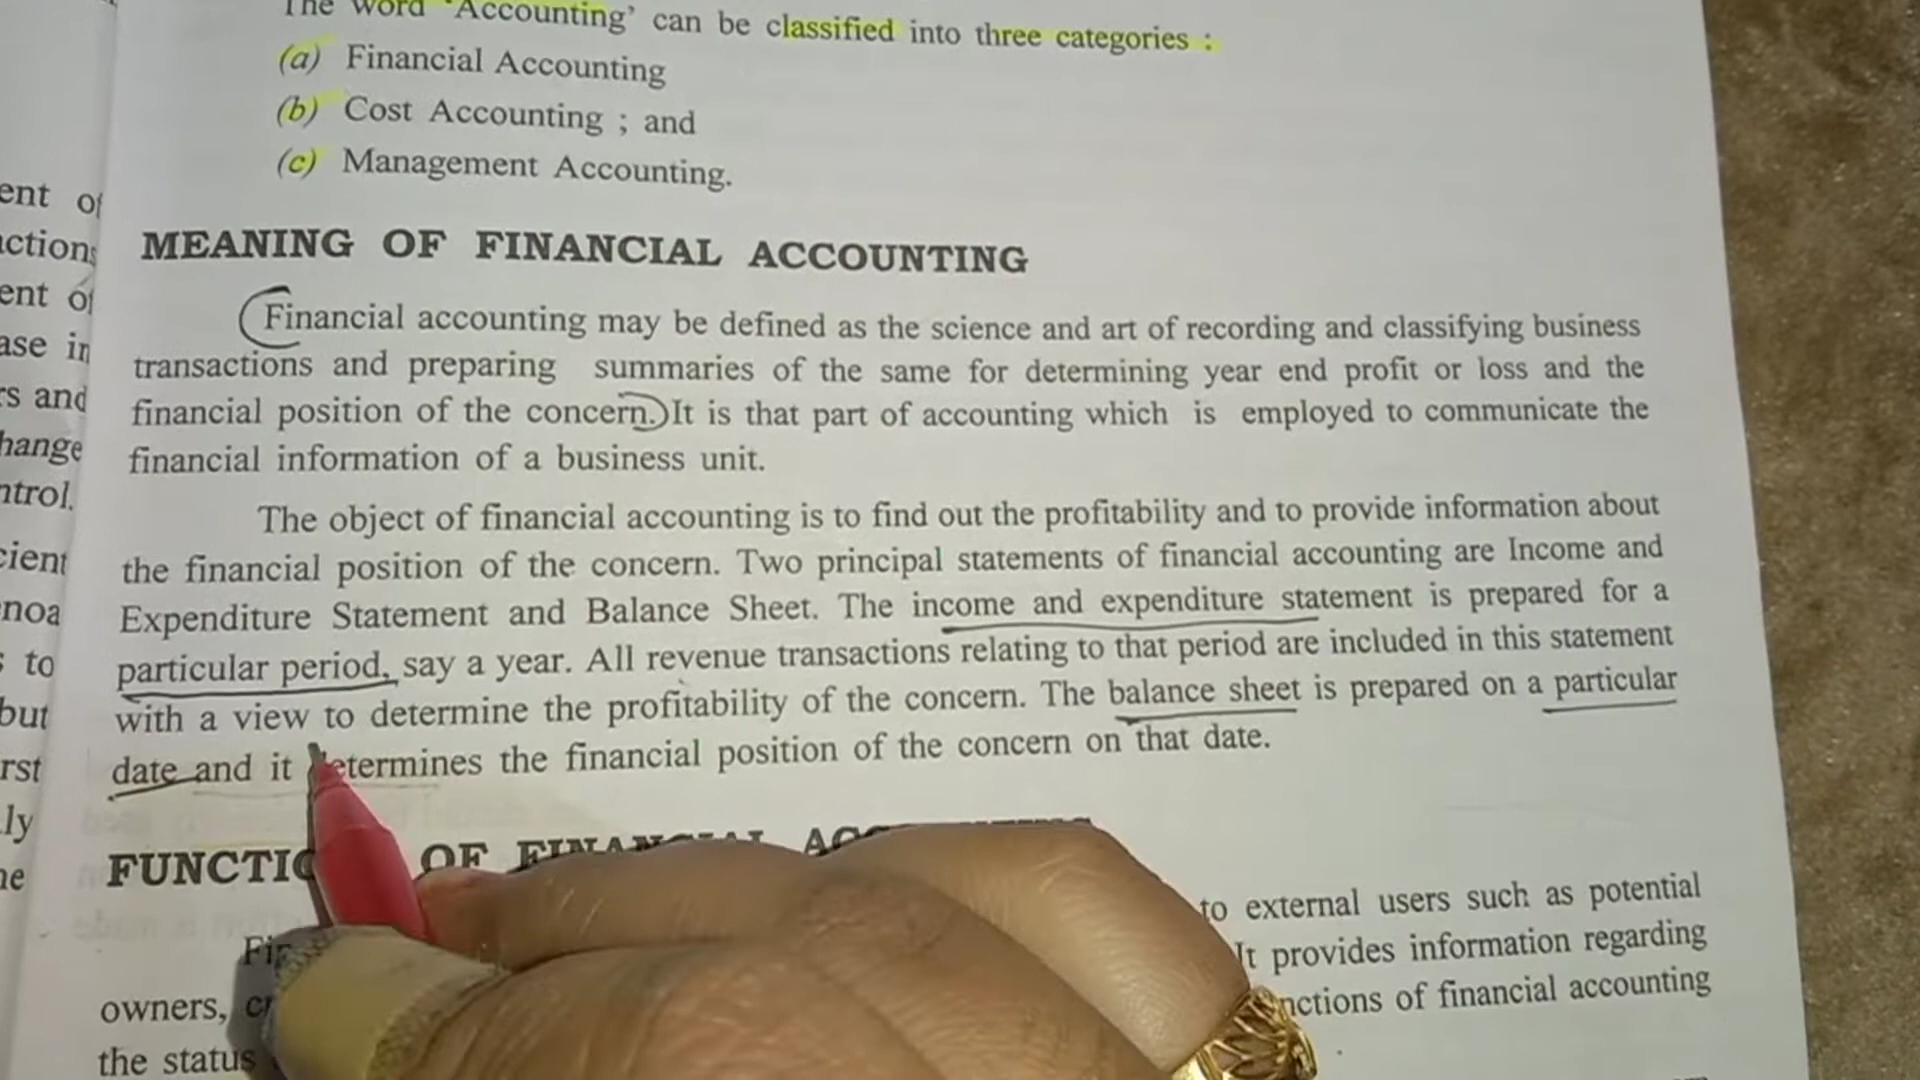 The word 'Accounting' can be classified into three categories :
(a) Financial Accounting
(b) Cost Accounting ; and
(c) Management Accounting.
MEANING OF FINANCIAL ACCOUNTING
Financial accounting may be defined as the science and art of recording and classifying business
transactions and preparing summaries of the same for determining year end profit or loss and the
financial position of the concern. It is that part of accounting which is employed to communicate the
financial information of a business unit.
The object of financial accounting is to find out the profitability and to provide information about
the financial position of the concern. Two principal statements of financial accounting are Income and
Expenditure Statement and Balance Sheet. The income and expenditure statement is prepared for a
particular period, say a year. All revenue transactions relating to that period are included in this statement
with a view to determine the profitability of the concern. The balance sheet is prepared on a particular
date and it determines the financial position of the concern on that date.
OF FINANCIAL
to external users such as potential
It provides information regarding
owners, nctions of financial accounting
the status
ent of
actions
ent of
ase in
rs and
hange
ntrol.
cient
noa
to
but
rst
ly